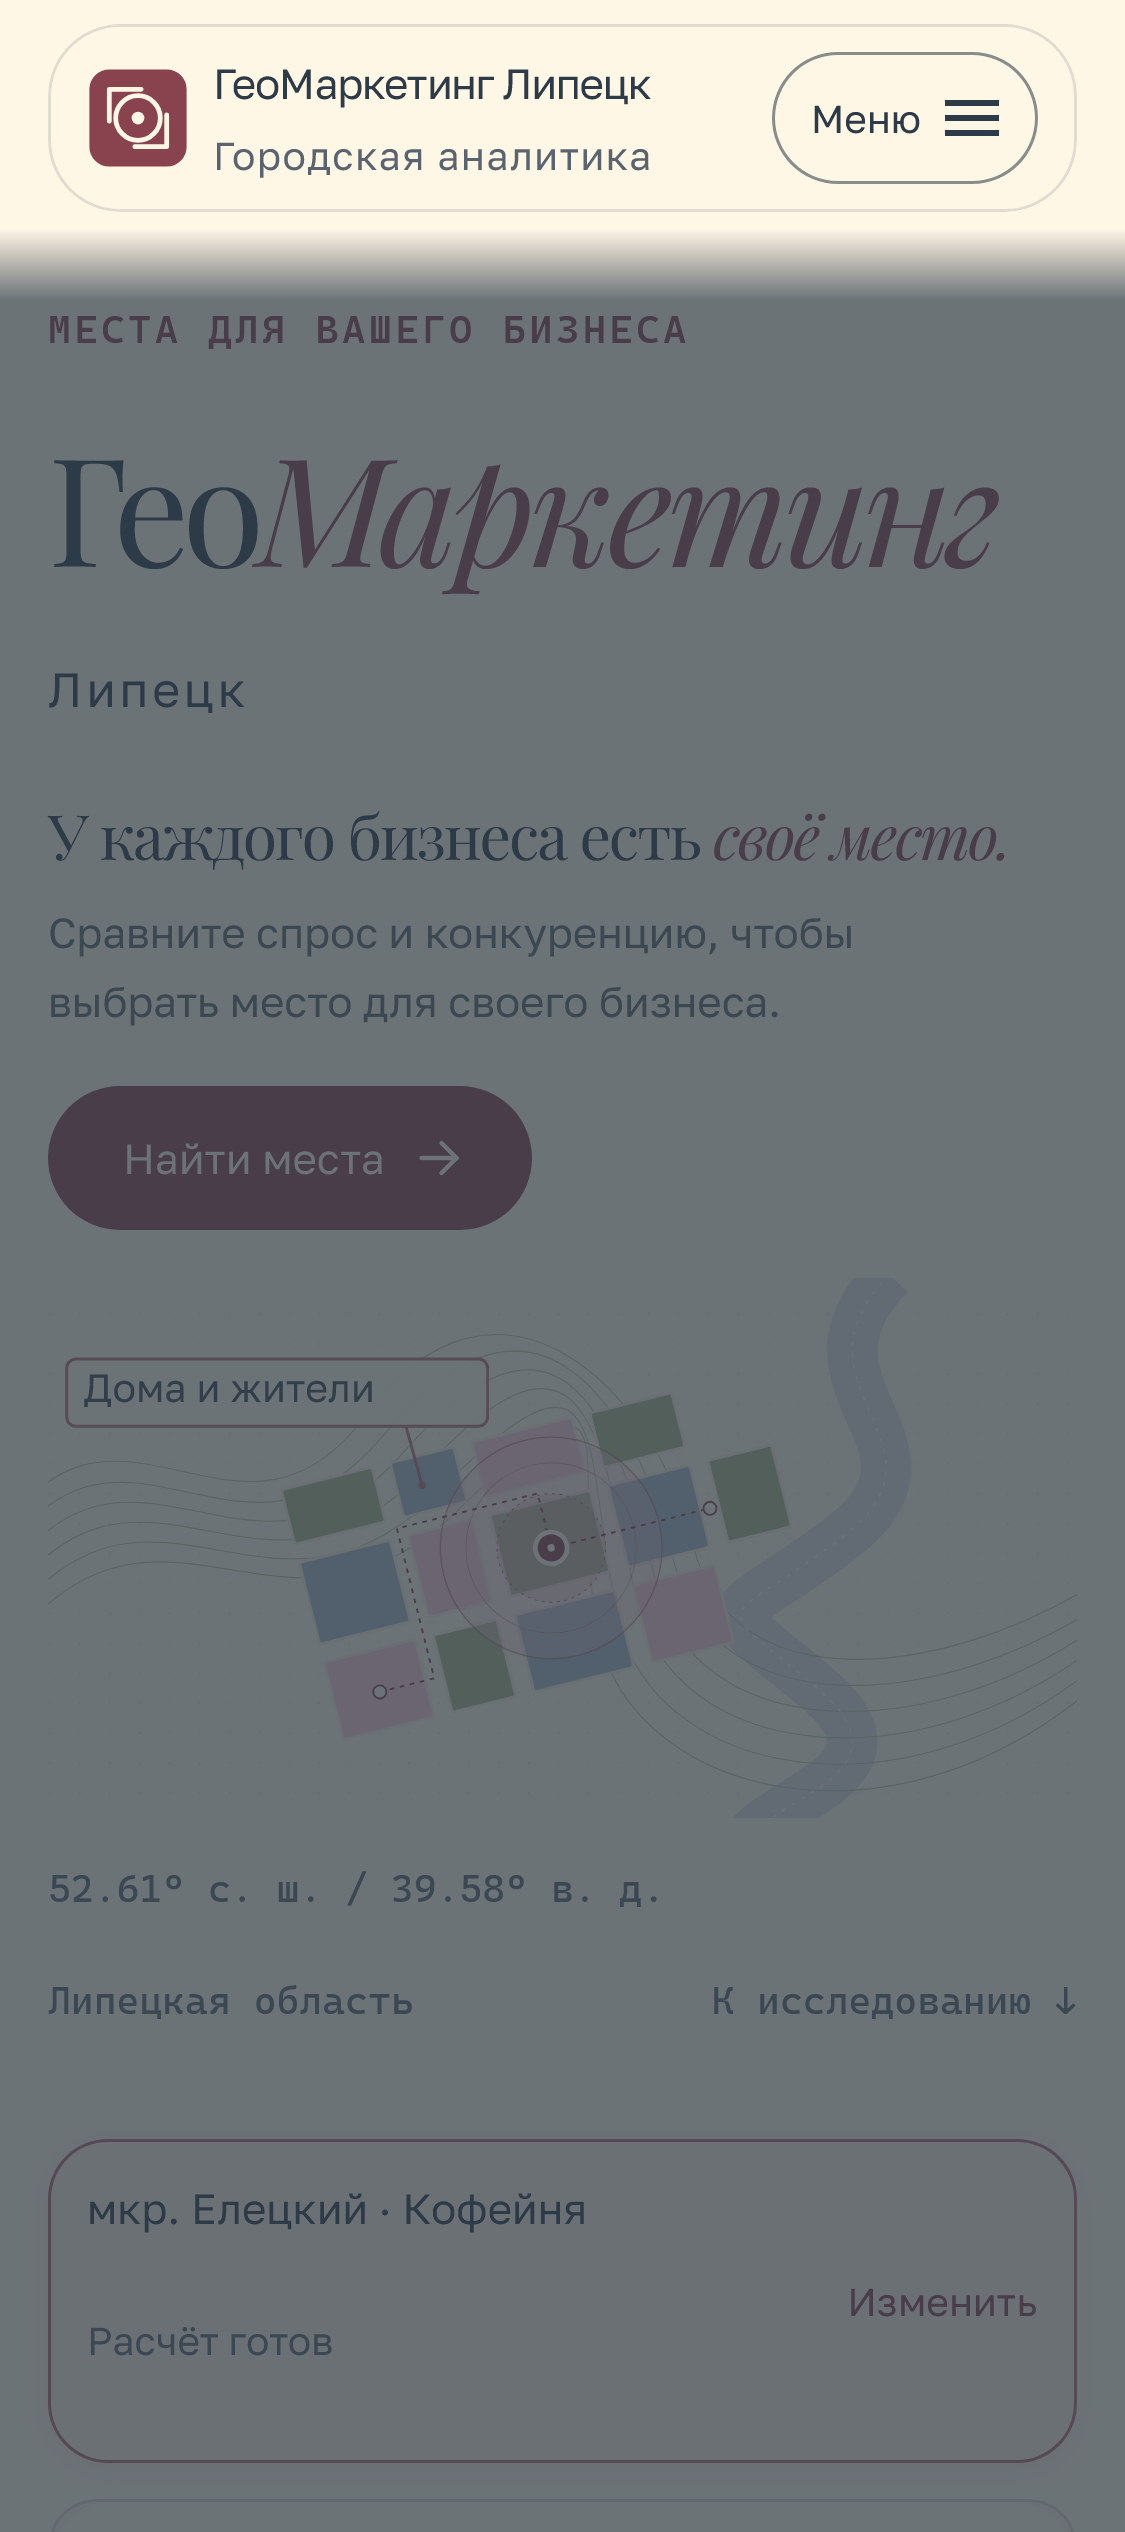 ГеоМаркетинг Липецк
Городская аналитика
Меню
МЕСТА ДЛЯ ВАШЕГО БИЗНЕСА
ГеоМаркетинг
Липецк
У каждого бизнеса есть своё место.
Сравните спрос и конкуренцию, чтобы
выбрать место для своего бизнеса.
Найти места →
Дома и жители
52.61° с. ш. / 39.58° в. д.
Липецкая область
К исследованию ↓
мкр. Елецкий · Кофейня
Изменить
Расчёт готов